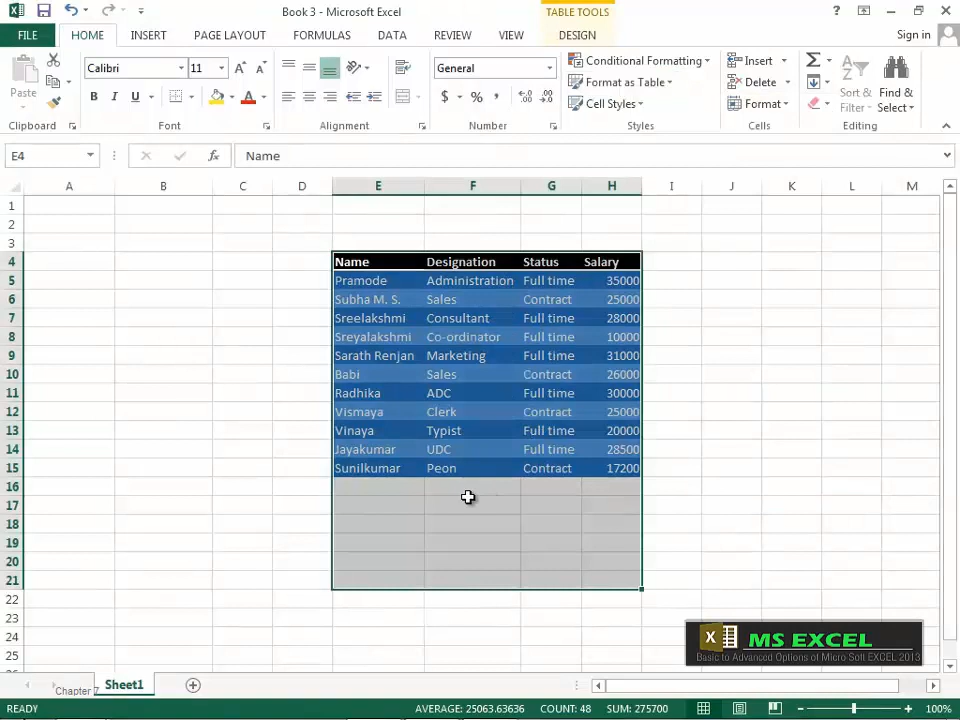 Book 3 - Microsoft Excel
TABLE TOOLS
?
FILE HOME INSERT PAGE LAYOUT FORMULAS DATA REVIEW VIEW DESIGN Sign in
Paste
Calibri 11
B I U
General
$ % ,
Conditional Formatting
Format as Table
Cell Styles
Insert
Delete
Format
Sort & Filter
Find & Select
Clipboard Font Alignment Number Styles Cells Editing
E4 fx Name
A B C D E F G H I J K L M
1
2
3
4 Name Designation Status Salary
5 Pramode Administration Full time 35000
6 Subha M. S. Sales Contract 25000
7 Sreelakshmi Consultant Full time 28000
8 Sreyalakshmi Co-ordinator Full time 10000
9 Sarath Renjan Marketing Full time 31000
10 Babi Sales Contract 26000
11 Radhika ADC Full time 30000
12 Vismaya Clerk Contract 25000
13 Vinaya Typist Full time 20000
14 Jayakumar UDC Full time 28500
15 Sunilkumar Peon Contract 17200
16
17
18
19
20
21
22
23
24
25
MS EXCEL
Basic to Advanced Options of Micro Soft EXCEL 2013
Chapter 7 Sheet1
READY AVERAGE: 25063.63636 COUNT: 48 SUM: 275700 100%